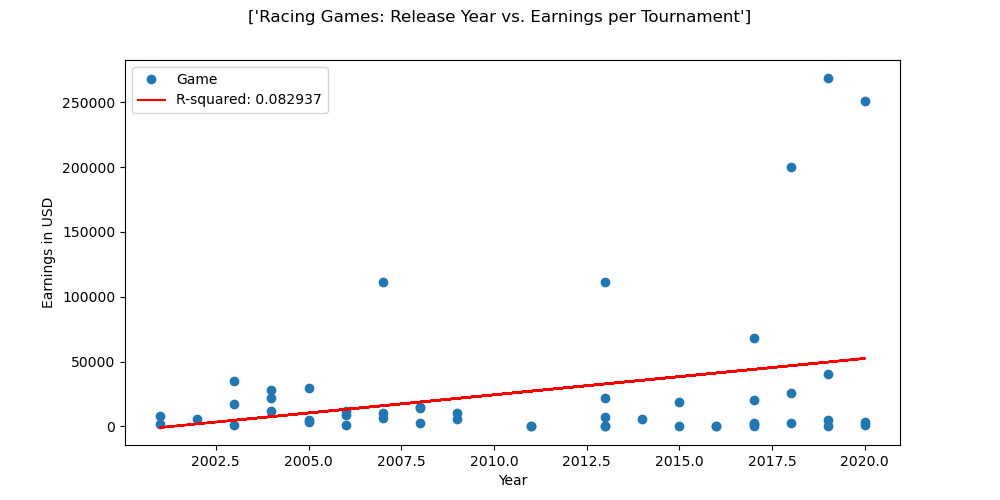 ['Racing Games: Release Year vs. Earnings per Tournament']
Game
R-squared: 0.082937
250000
200000
150000
100000
50000
0
Earnings in USD
2002.5 2005.0 2007.5 2010.0 2012.5 2015.0 2017.5 2020.0
Year